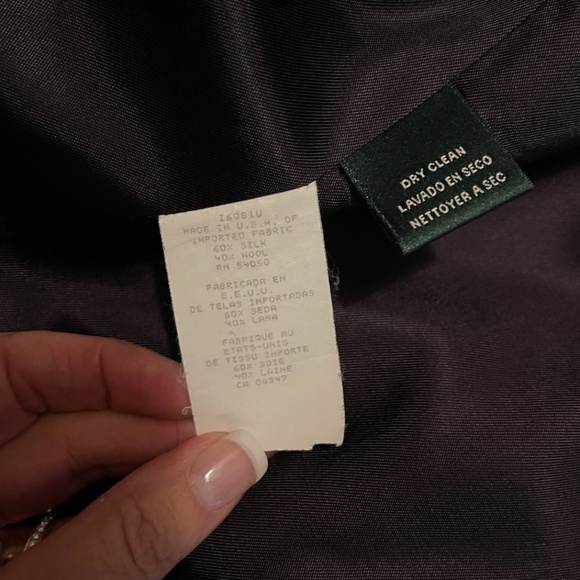 16081U
MADE IN U.S.A. OF
IMPORTED FABRIC
60% SILK
40% WOOL
RN 54050
FABRICADA EN
E.E.U.U.
DE TELAS IMPORTADAS
60% SEDA
40% LANA
FABRIQUE AU
ETATS-UNIS
DE TISSU IMPORTE
60% SOIE
40% LAINE
CA 04347
DRY CLEAN
LAVADO EN SECO
NETTOYER A SEC